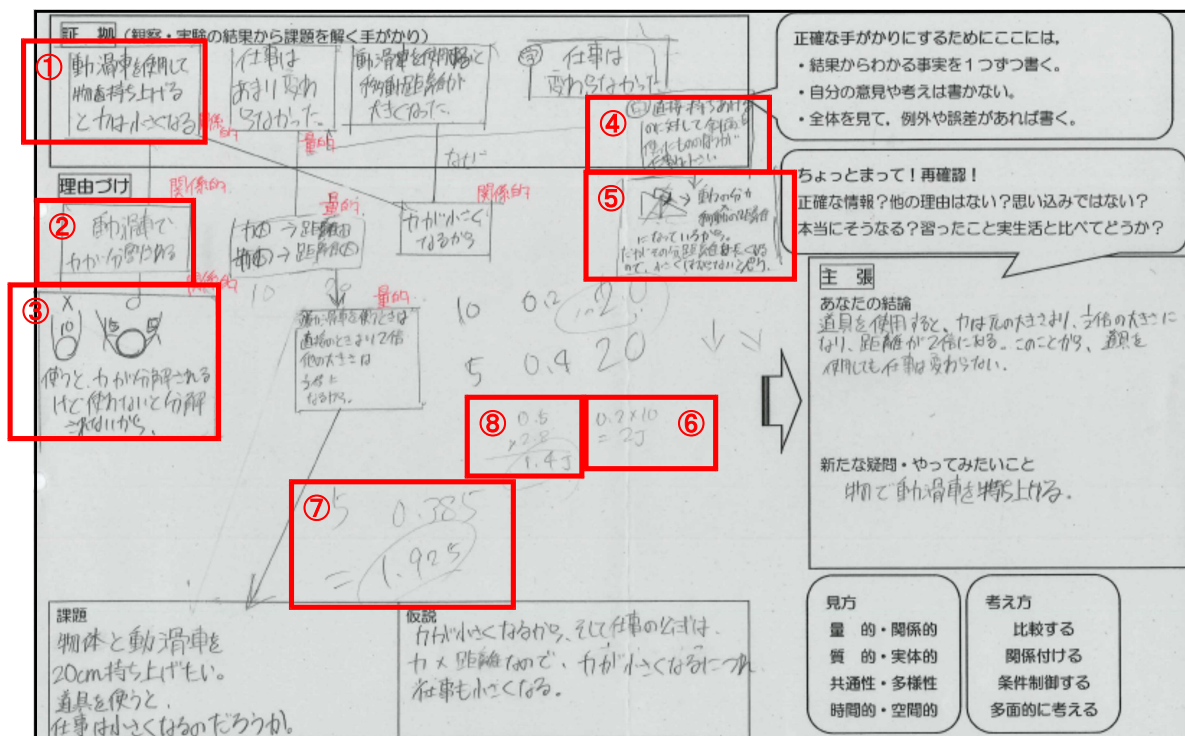 証 拠 (観察・実験の結果から課題を解く手がかり)
①
動滑車を使用して
物を持ち上げる
と力は小さくなる
仕事は
あまり変わ
らなかった
動滑車を使用すると
移動距離が
大きくなった
仕事は
変わらなかった
関係的
量的
④
⑤
正確な手がかりにするためにここには,
・結果からわかる事実を1つずつ書く。
・自分の意見や考えは書かない。
・全体を見て,例外や誤差があれば書く。
理由づけ
関係的
量的
関係的
②
動滑車で
力が分解される
力が小さく
なるから
になっているから。
ちょっとまって!再確認!
正確な情報?他の理由はない?思い込みではない?
本当にそうなる?習ったこと実生活と比べてどうか?
関係的
量的
③
10
使うと、力が分解される
けど使わないと分解
されないから、
10 0.2 2.0
5 0.4 20
⑧
0.5
×2.8
1.4J
0.2×10
= 2J
⑥
⑦
5 0.385
= 1.925
主 張
あなたの結論
道具を使用すると、力は元の大きさより、1/2倍の大きさに
なり、距離が2倍になる。このことから、道具を
使用しても仕事は変わらない。
新たな疑問・やってみたいこと
物で動滑車を持ち上げる。
課題
物体と動滑車を
20cm持ち上げたい。
道具を使うと、
仕事は小さくなるのだろうか。
仮説
力が小さくなるから、そして仕事の公式は、
力×距離なので、力が小さくなるにつれ
仕事も小さくなる。
見方
量 的・関係的
質 的・実体的
共通性・多様性
時間的・空間的
考え方
比較する
関係付ける
条件制御する
多面的に考える